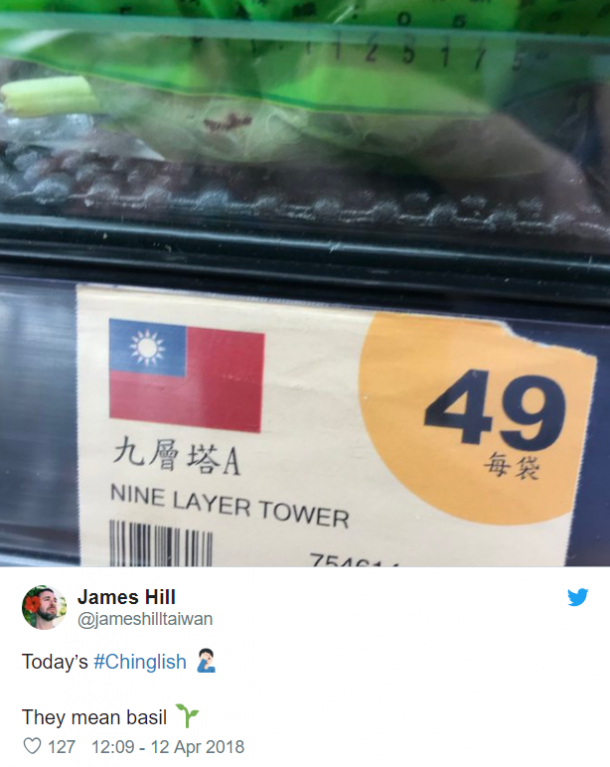 49
每袋
九層塔A
NINE LAYER TOWER
James Hill
@jameshilltaiwan
Today's #Chinglish 🤦🏻‍♂️
They mean basil 🌱
127 12:09 - 12 Apr 2018